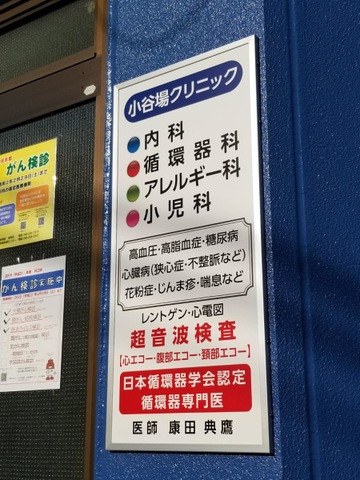 小谷場クリニック
内科
循環器科
アレルギー科
小児科
高血圧・高脂血症・糖尿病
心臓病(狭心症・不整脈など)
花粉症・じんま疹・喘息など
レントゲン・心電図
超音波検査
【心エコー・腹部エコー・頚部エコー】
日本循環器学会認定
循環器専門医
医師 康田 典鷹
がん検診
がん検診実施中